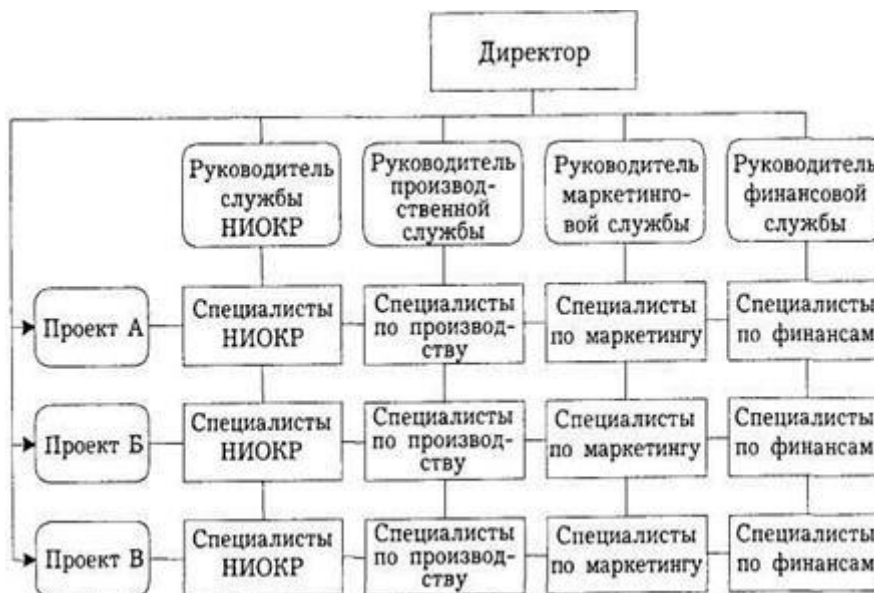 Директор
Руководитель
службы
НИОКР
Руководитель
производ-
ственной
службы
Руководитель
маркетинго-
вой службы
Руководитель
финансовой
службы
Проект А
Специалисты
НИОКР
Специалисты
по производ-
ству
Специалисты
по маркетингу
Специалисты
по финансам
Проект Б
Специалисты
НИОКР
Специалисты
по производ-
ству
Специалисты
по маркетингу
Специалисты
по финансам
Проект В
Специалисты
НИОКР
Специалисты
по производ-
ству
Специалисты
по маркетингу
Специалисты
по финансам